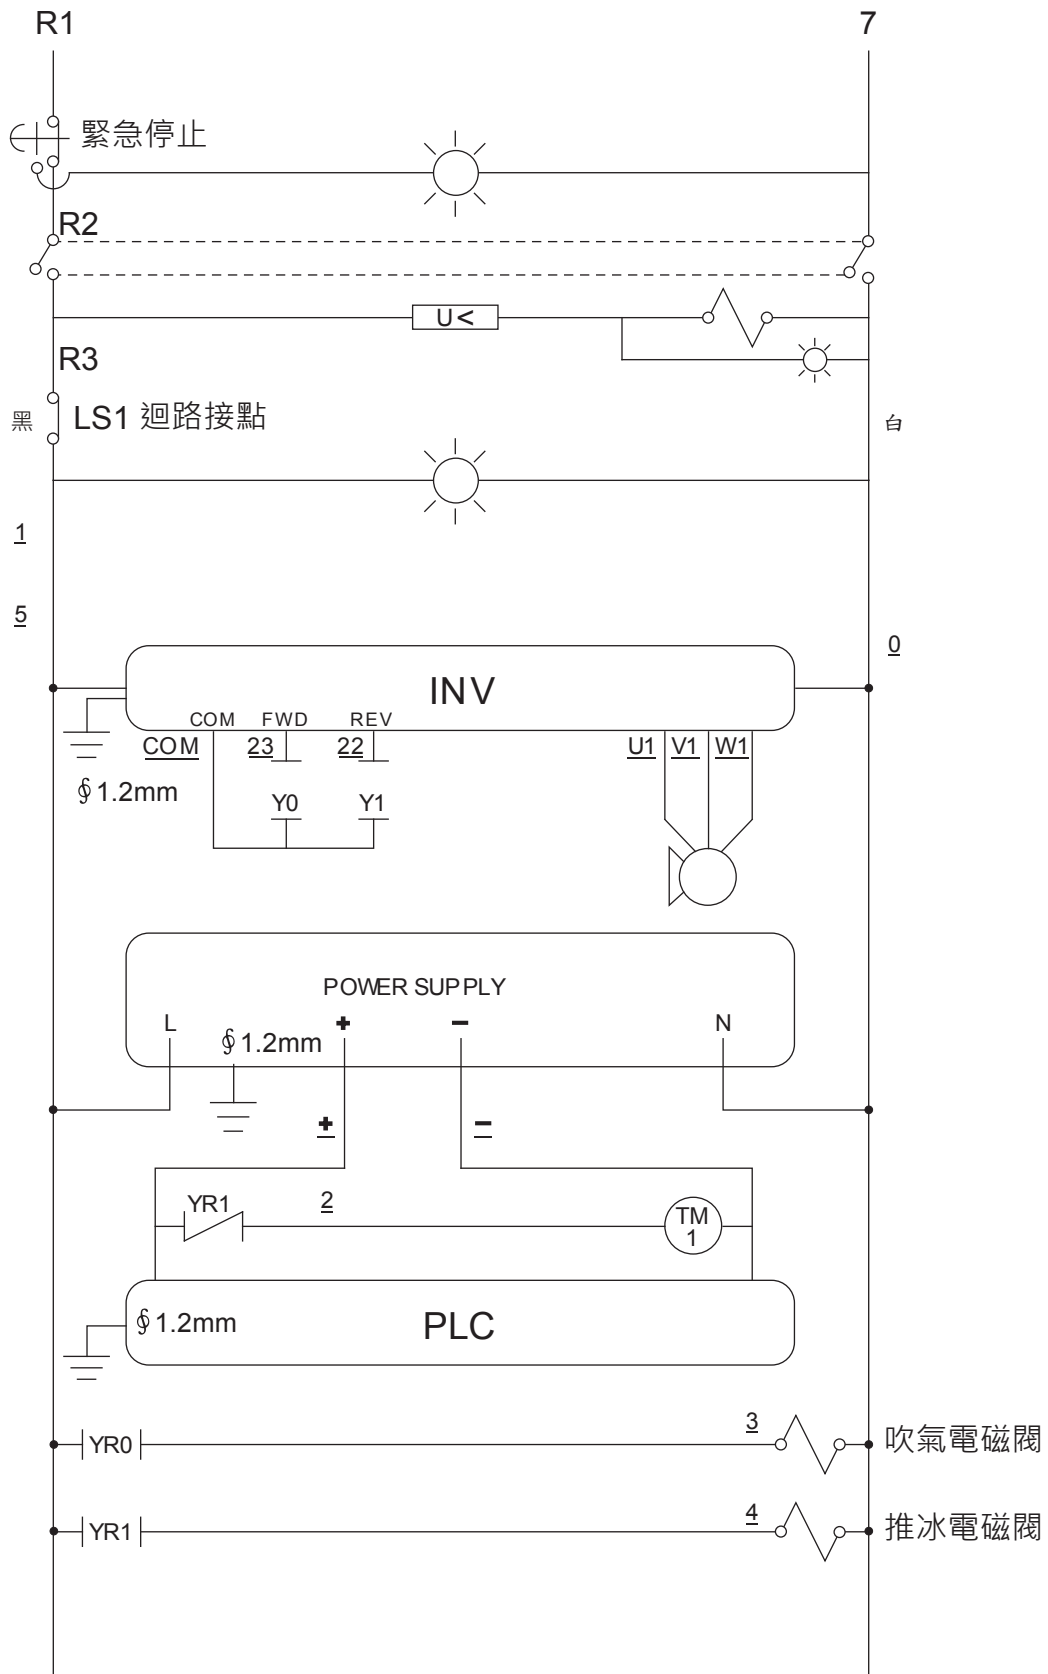 R1
7
緊急停止
R2
U<
R3
黑
LS1 迴路接點
白
1
5
0
INV
COM FWD REV
COM 23 22 U1 V1 W1
∮1.2mm
Y0 Y1
POWER SUPPLY
L + − N
∮1.2mm
+ −
YR1 2 TM
1
∮1.2mm
PLC
3
YR0 吹氣電磁閥
4
YR1 推冰電磁閥